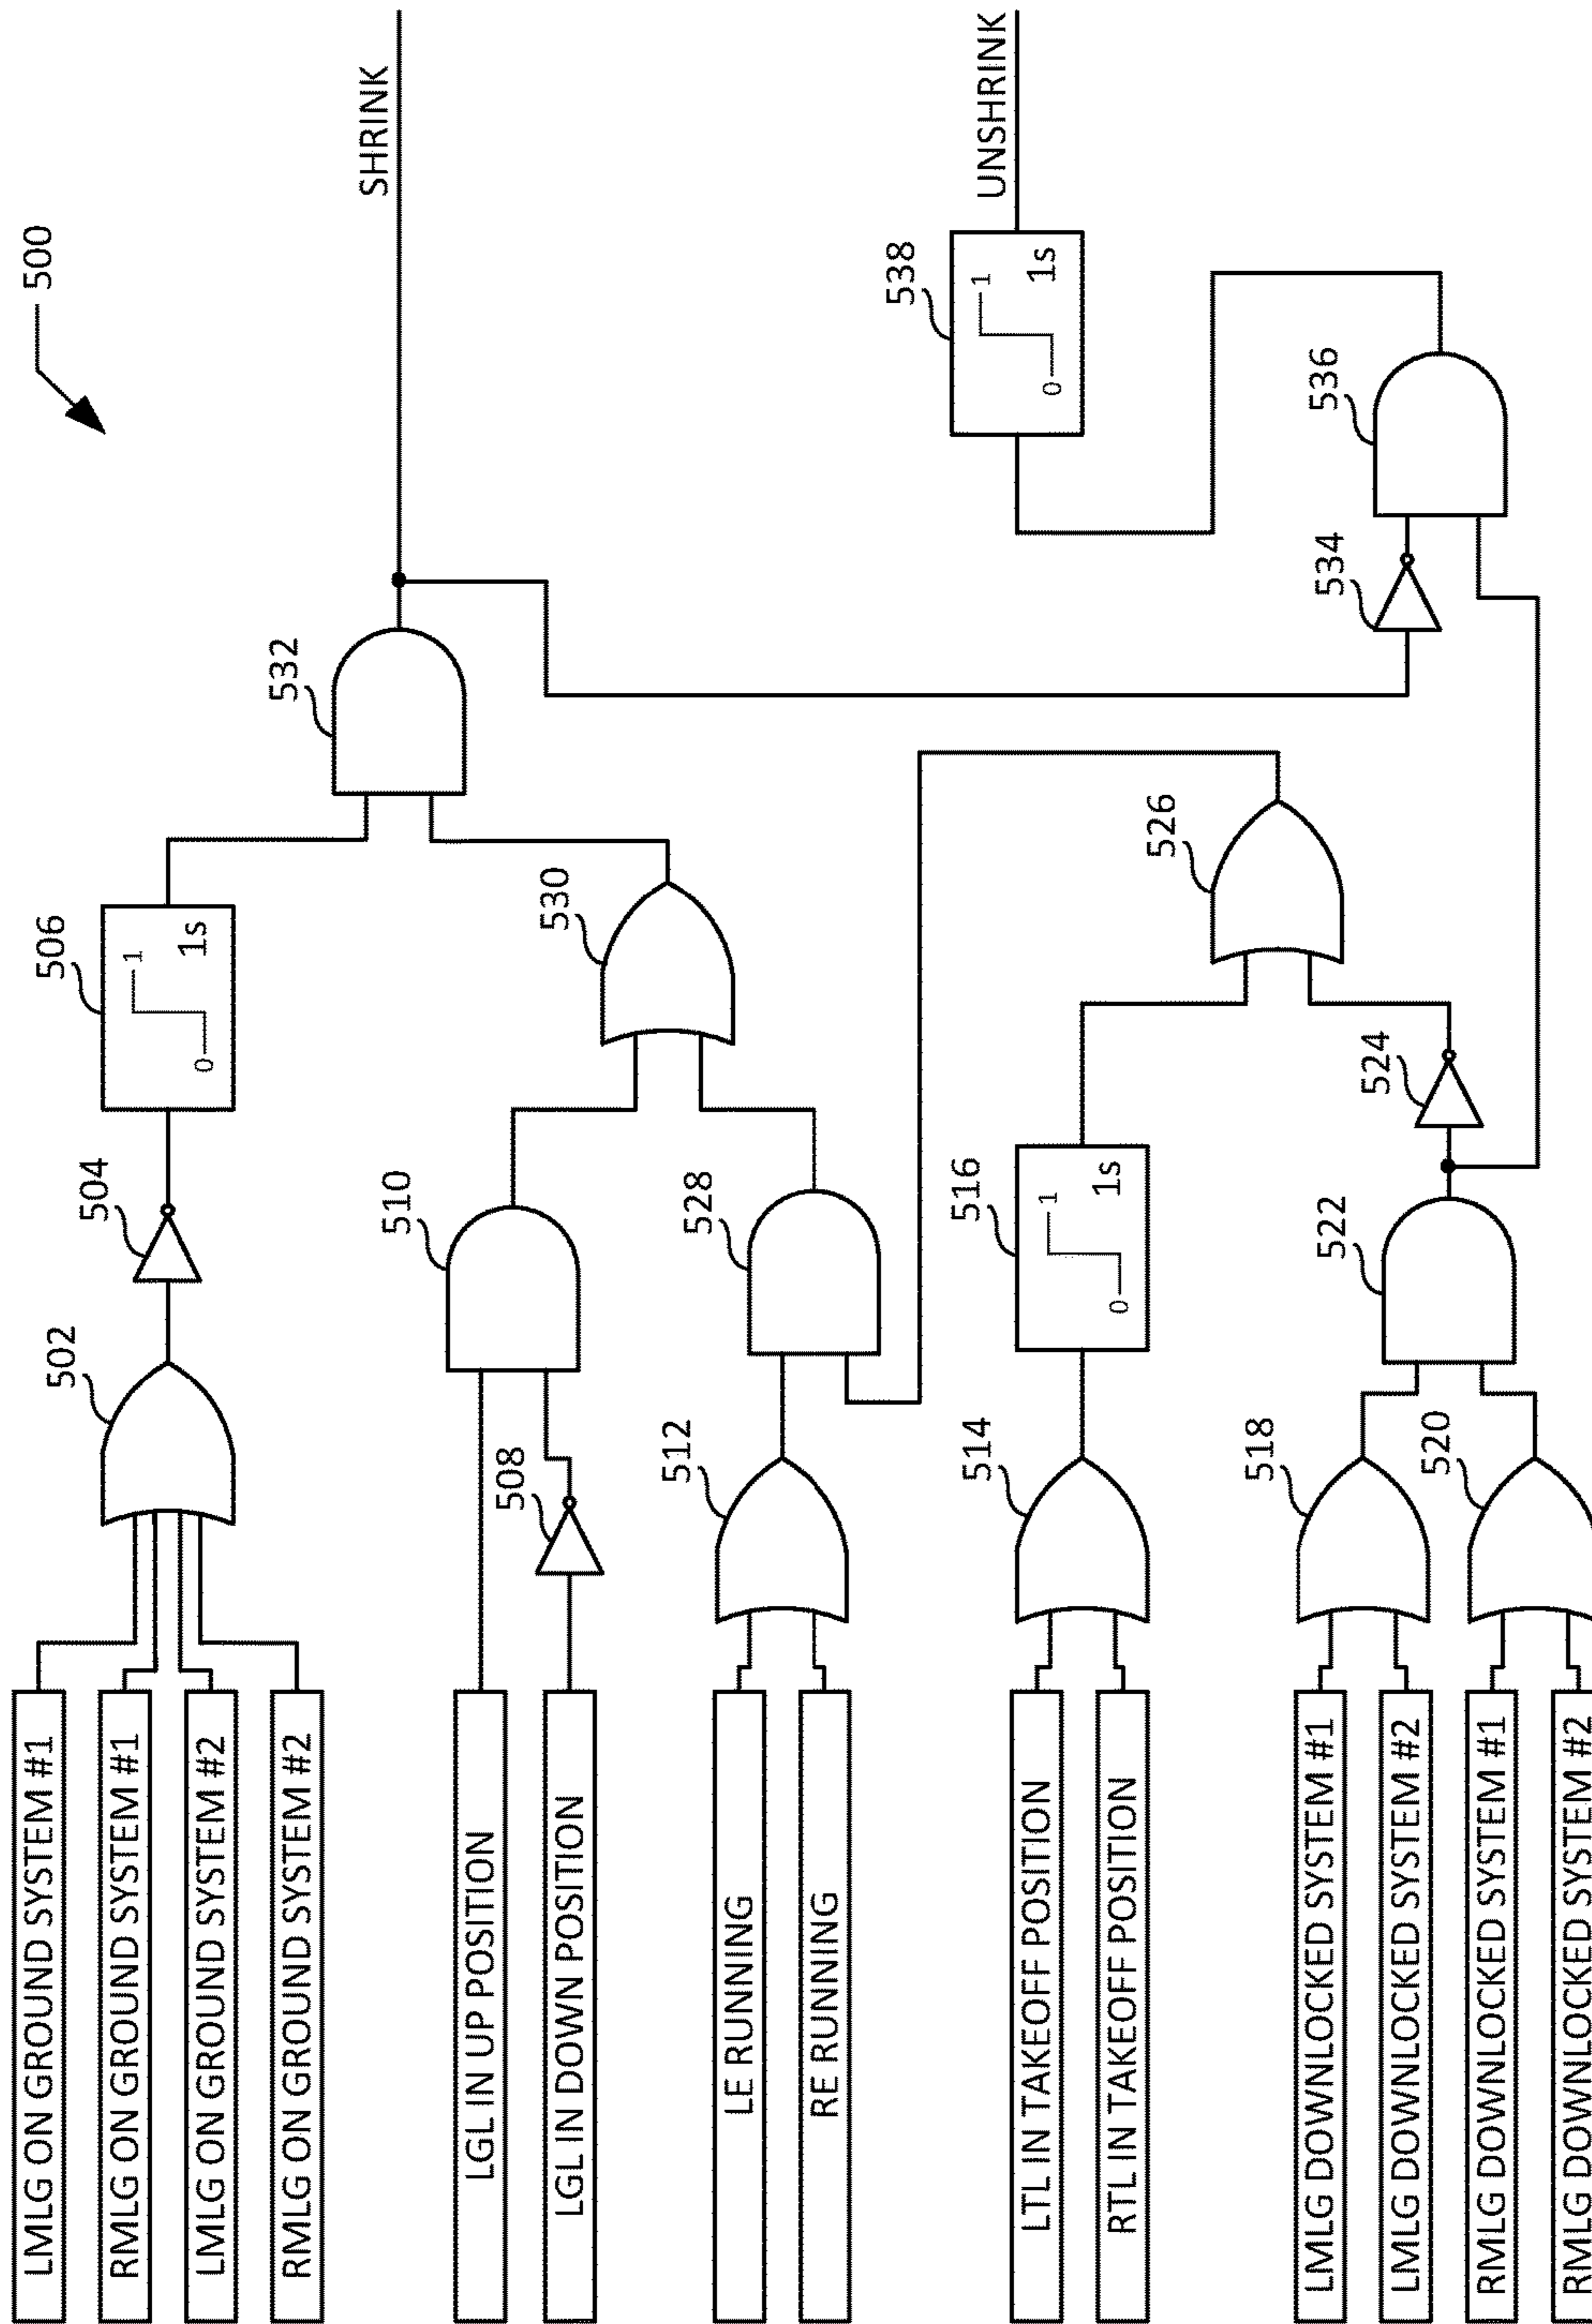 500
LMLG ON GROUND SYSTEM #1
RMLG ON GROUND SYSTEM #1
LMLG ON GROUND SYSTEM #2
RMLG ON GROUND SYSTEM #2
502
504
506
0
1
1s
SHRINK
LGL IN UP POSITION
LGL IN DOWN POSITION
508
510
532
530
LE RUNNING
RE RUNNING
512
528
LTL IN TAKEOFF POSITION
RTL IN TAKEOFF POSITION
514
516
0
1
1s
526
538
0
1
1s
UNSHRINK
LMLG DOWNLOCKED SYSTEM #1
LMLG DOWNLOCKED SYSTEM #2
RMLG DOWNLOCKED SYSTEM #1
RMLG DOWNLOCKED SYSTEM #2
518
520
522
524
534
536